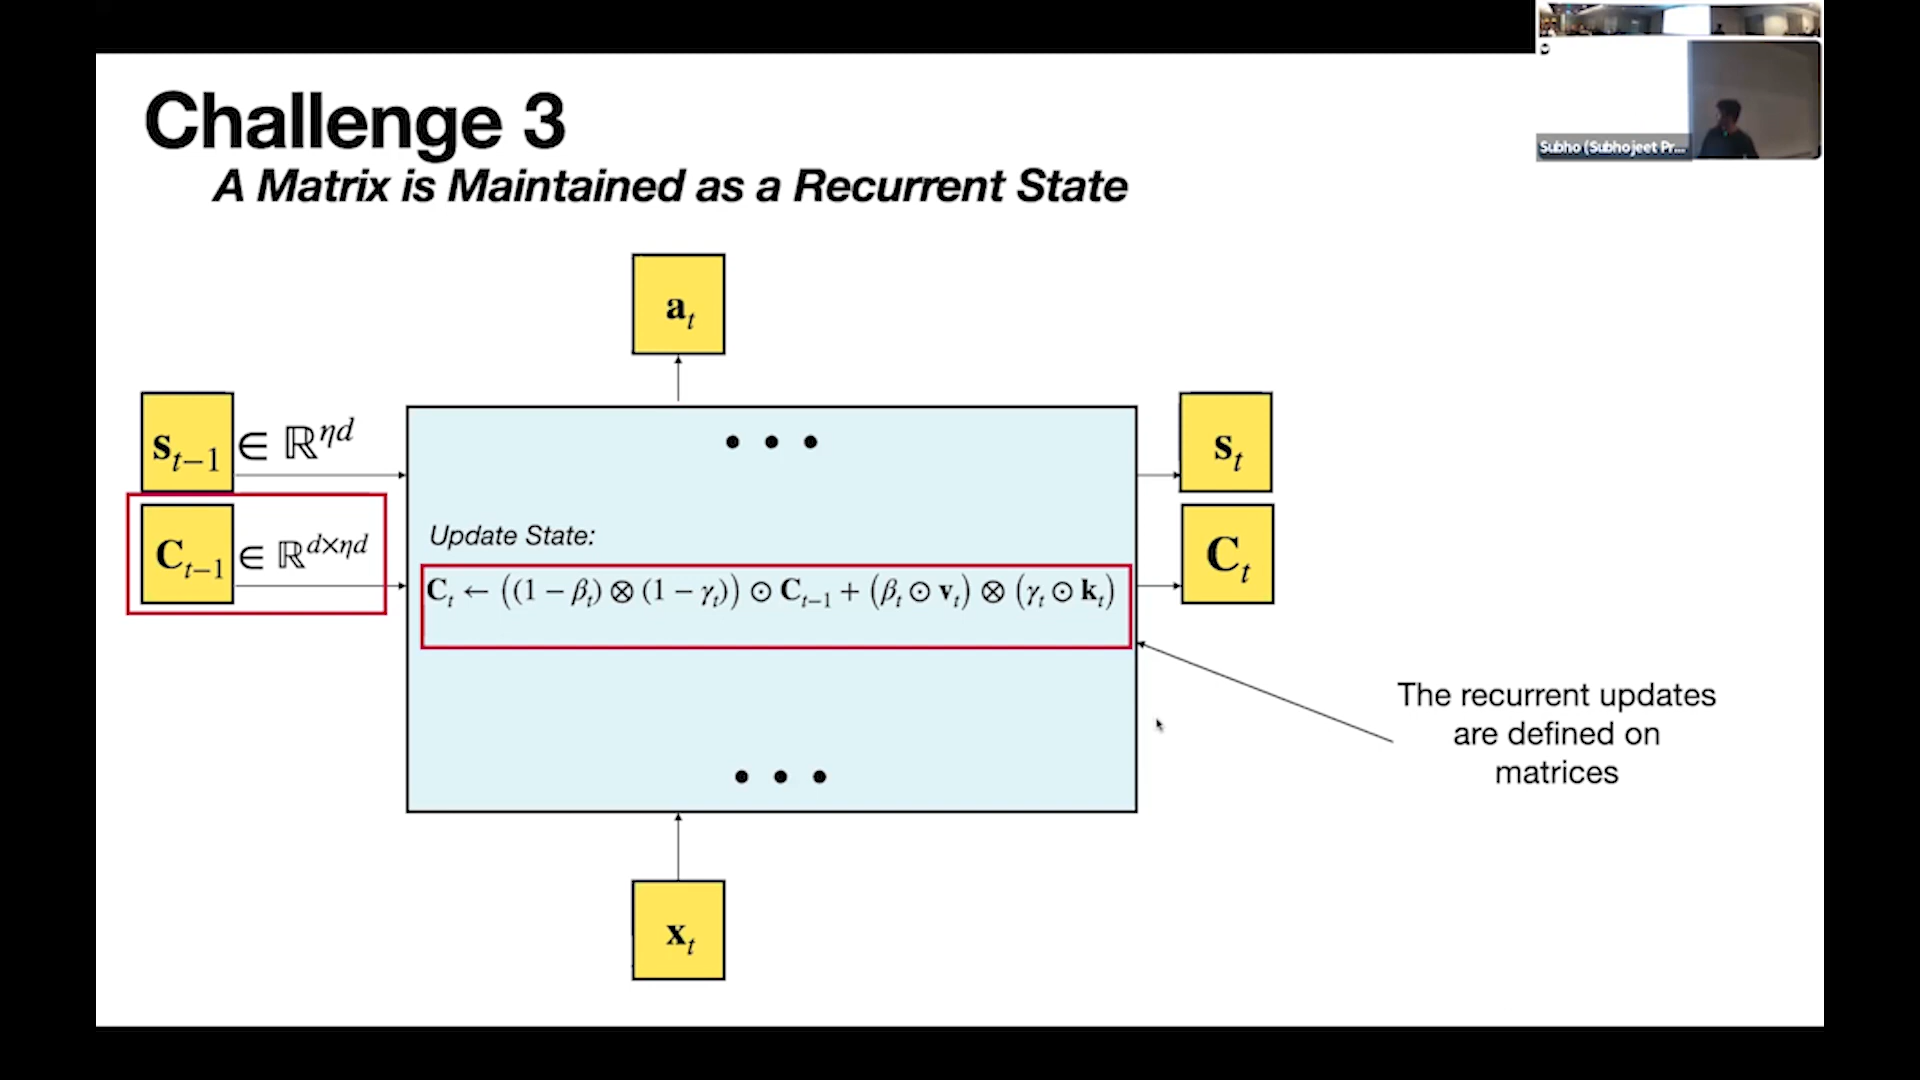 Challenge 3
A Matrix is Maintained as a Recurrent State
Subho (Subhojeet Pr...
a_t
s_{t−1} ∈ ℝ^{ηd}
s_t
C_{t−1} ∈ ℝ^{d×ηd}
C_t
Update State:
C_t ← ((1 − β_t) ⊗ (1 − γ_t)) ⊙ C_{t−1} + (β_t ⊙ v_t) ⊗ (γ_t ⊙ k_t)
The recurrent updates
are defined on
matrices
x_t